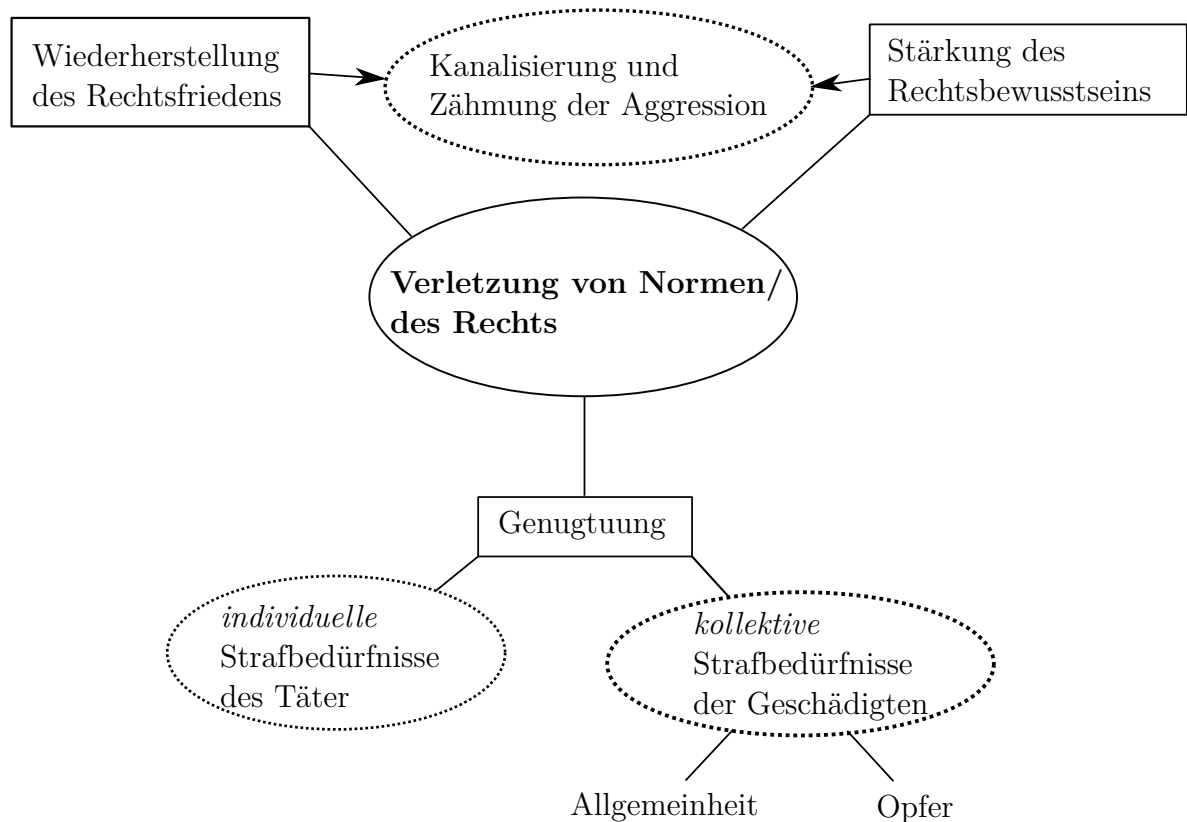 Wiederherstellung
des Rechtsfriedens
Kanalisierung und
Zähmung der Aggression
Stärkung des
Rechtsbewusstseins
Verletzung von Normen/
des Rechts
Genugtuung
individuelle
Strafbedürfnisse
des Täter
kollektive
Strafbedürfnisse
der Geschädigten
Allgemeinheit
Opfer